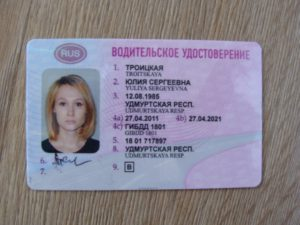 RUS
ВОДИТЕЛЬСКОЕ УДОСТОВЕРЕНИЕ
1. ТРОИЦКАЯ
TROITSKAYA
2. ЮЛИЯ СЕРГЕЕВНА
YULIYA SERGEYEVNA
3. 12.08.1985
УДМУРТСКАЯ РЕСП.
UDMURTSKAYA RESP.
4a) 27.04.2011 4b) 27.04.2021
4c) ГИБДД 1801
GIBDD 1801
5. 18 01 717897
8. УДМУРТСКАЯ РЕСП.
UDMURTSKAYA RESP.
6.
7.
9. B